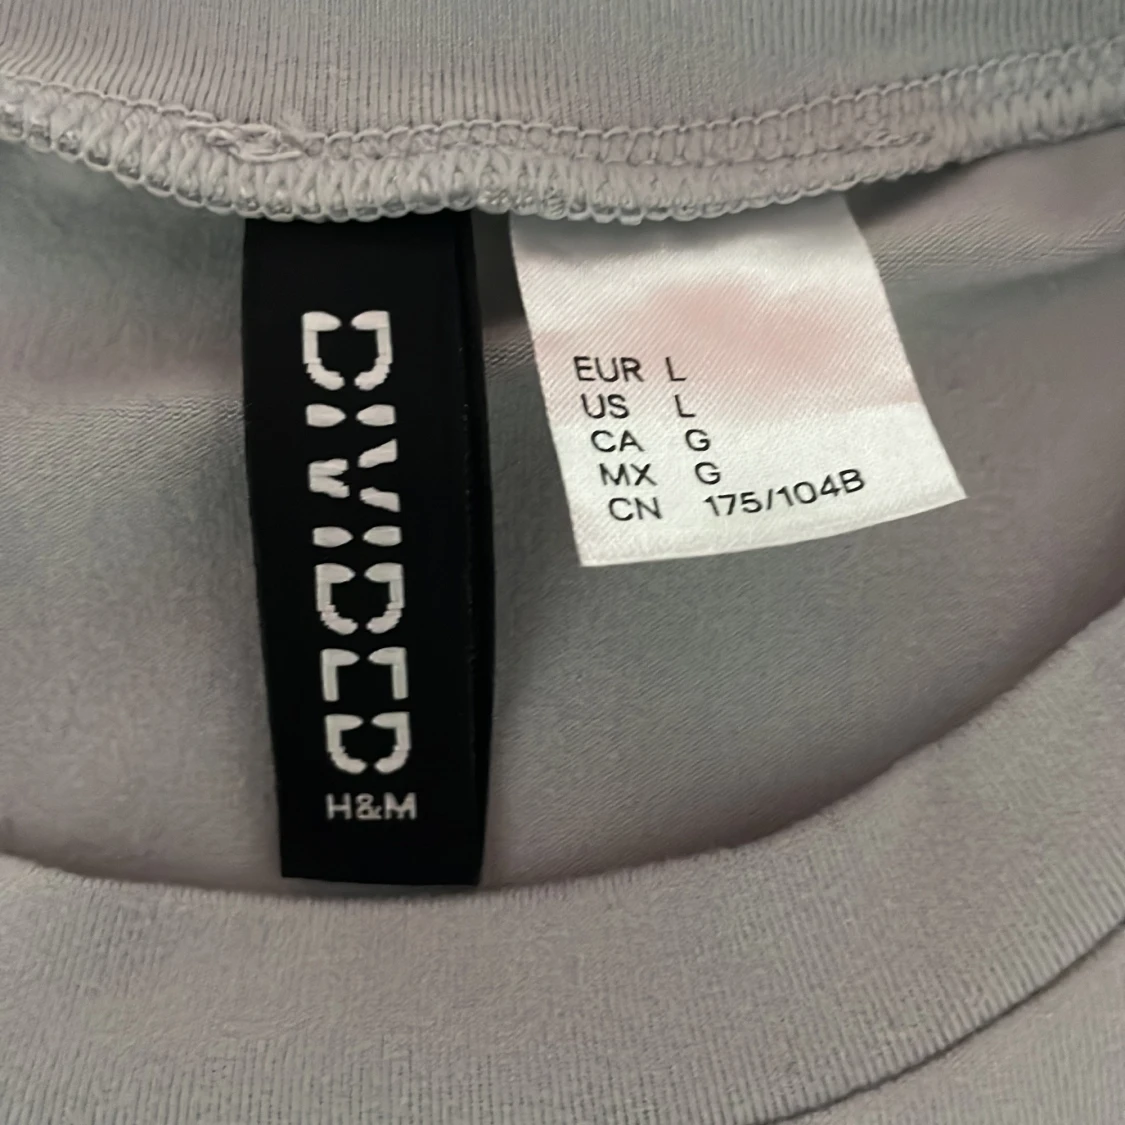 DIVIDED
H&M
EUR L
US L
CA G
MX G
CN 175/104B